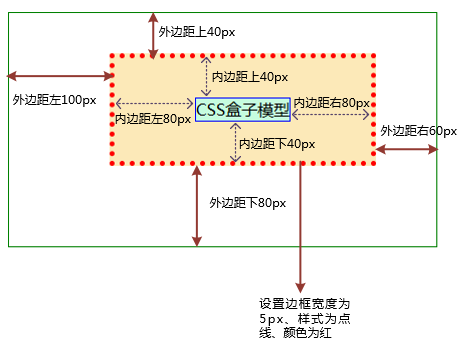 外边距上40px
内边距上40px
外边距左100px
内边距左80px
CSS盒子模型
内边距右80px
外边距右60px
内边距下40px
外边距下80px
设置边框宽度为
5px、样式为点
线、颜色为红